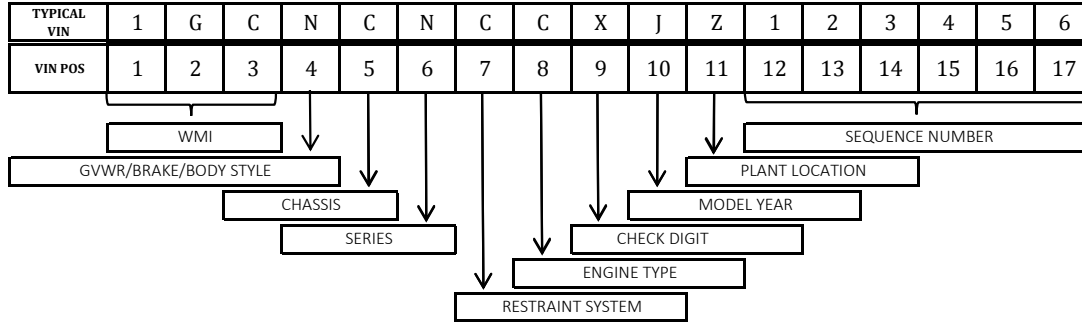 TYPICAL VIN 1 G C N C N C C X J Z 1 2 3 4 5 6
VIN POS 1 2 3 4 5 6 7 8 9 10 11 12 13 14 15 16 17
WMI SEQUENCE NUMBER
GVWR/BRAKE/BODY STYLE PLANT LOCATION
CHASSIS MODEL YEAR
SERIES CHECK DIGIT
ENGINE TYPE
RESTRAINT SYSTEM